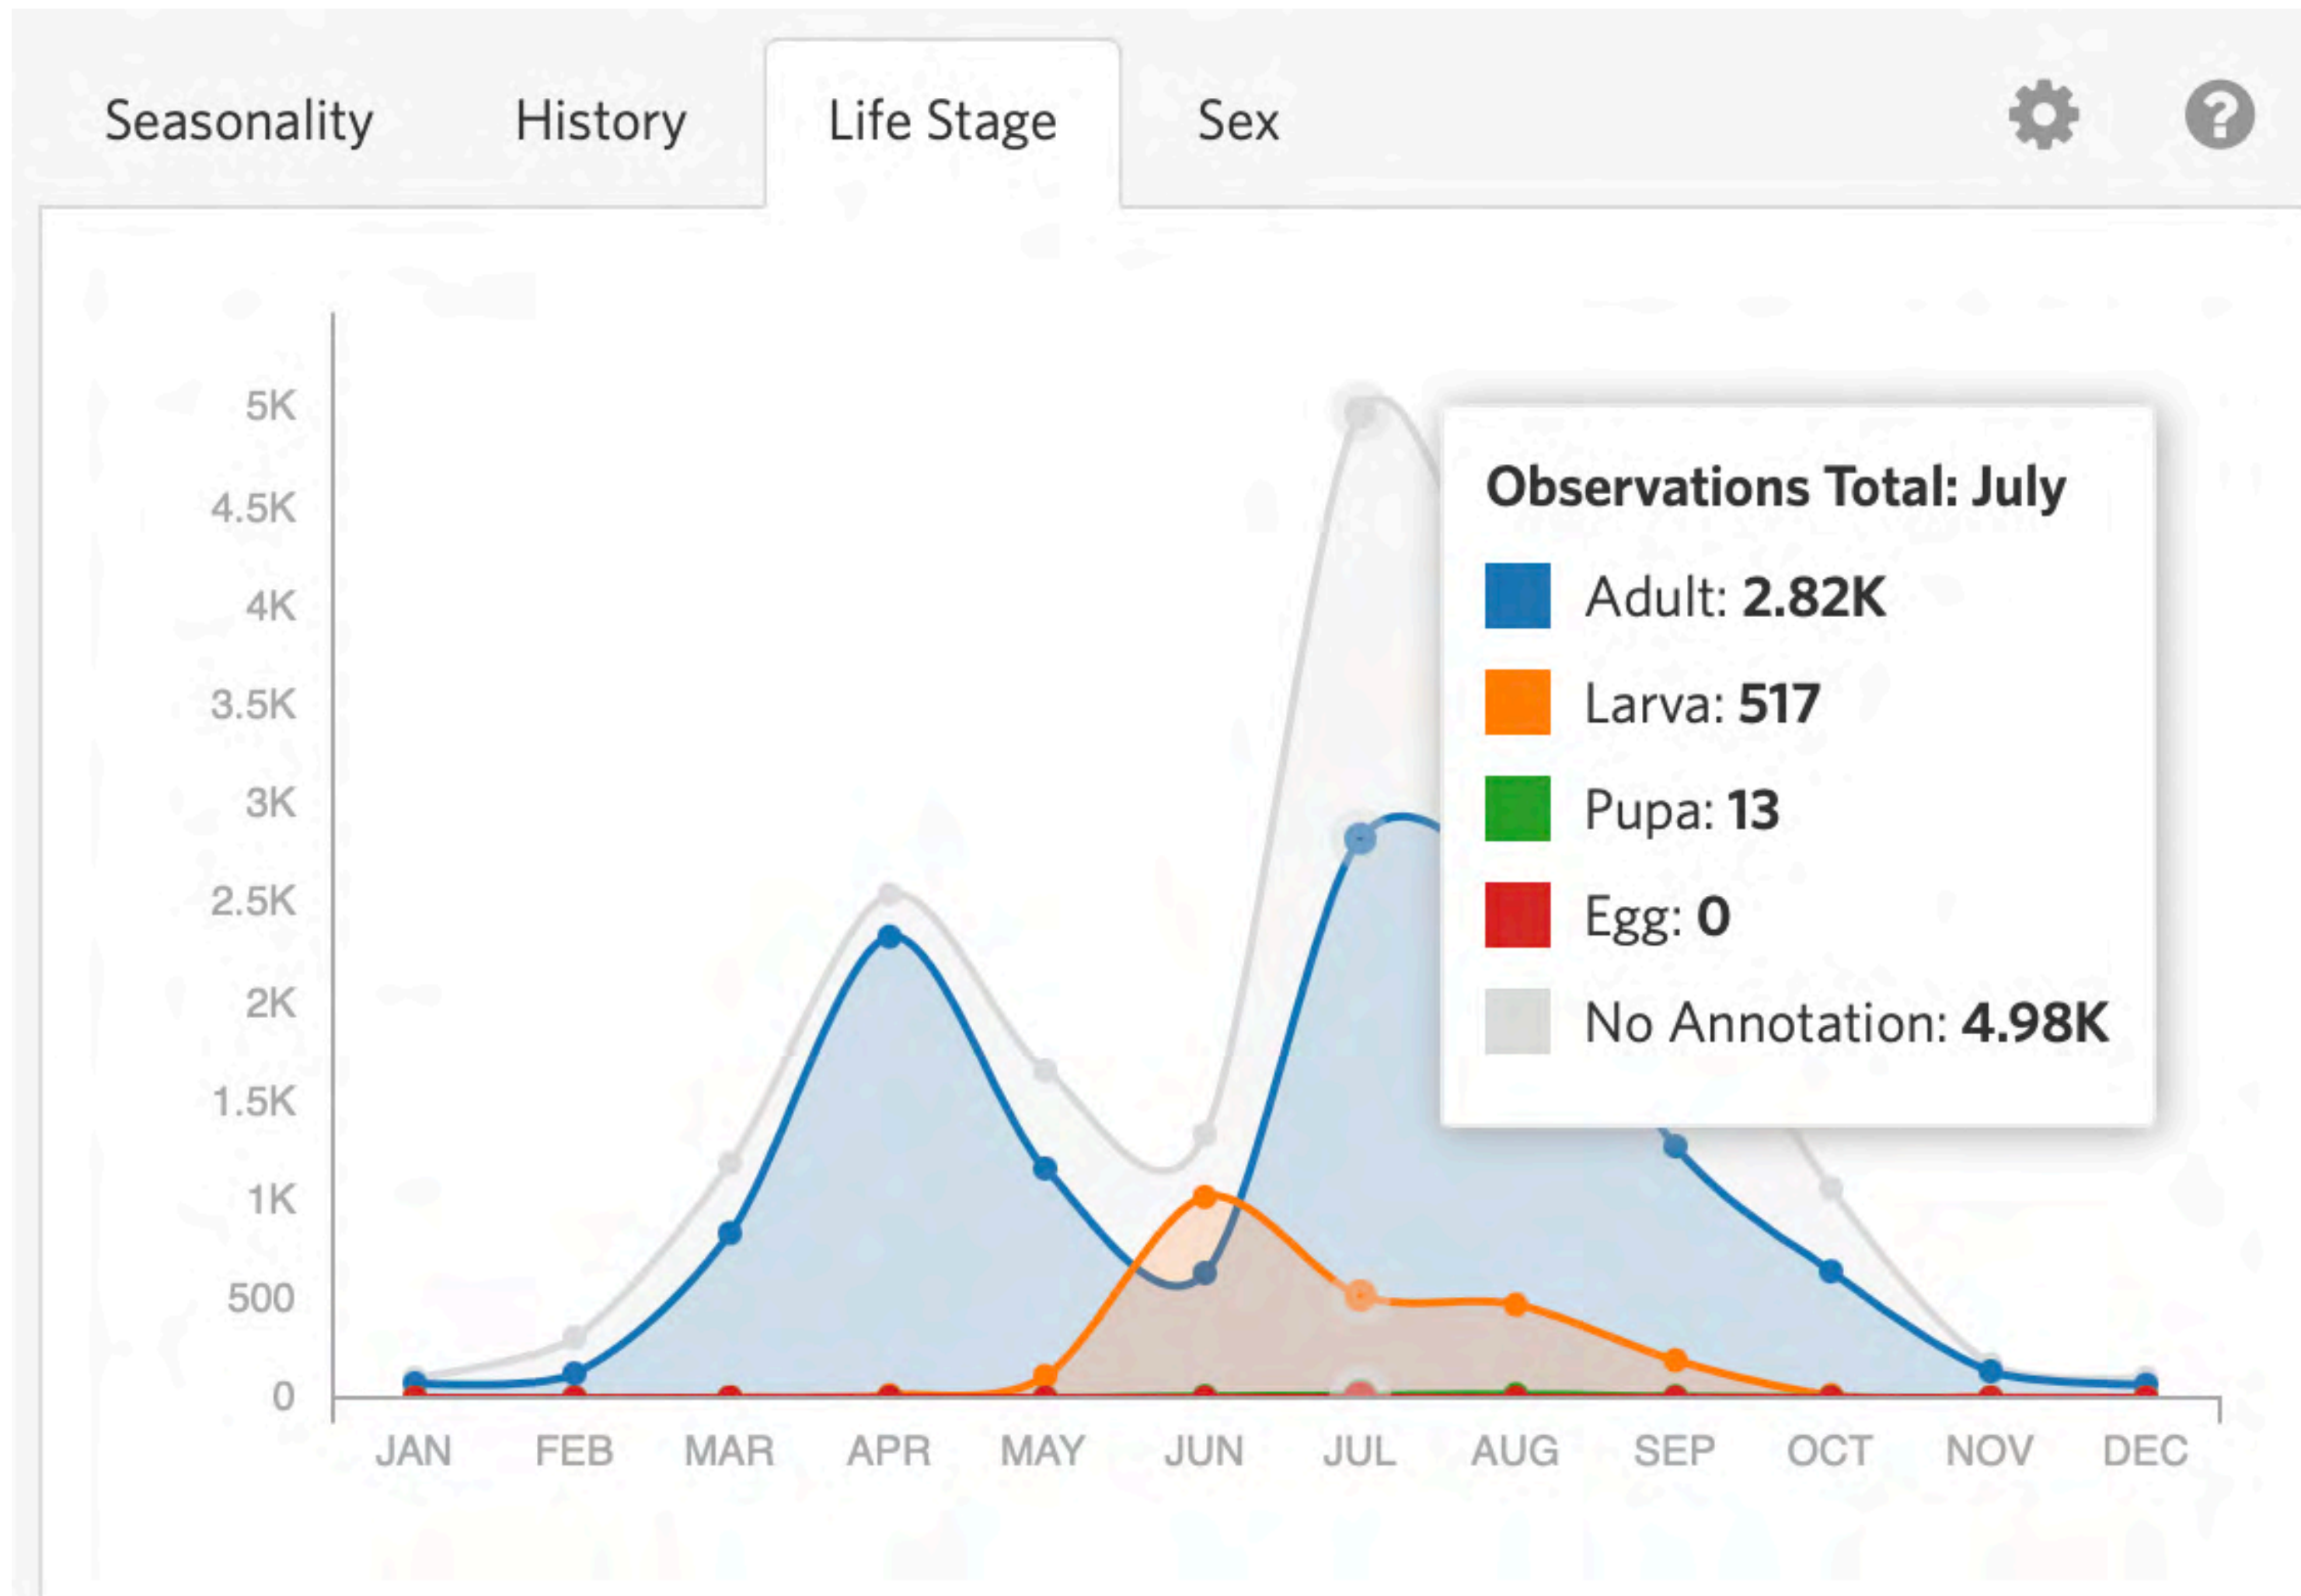 Seasonality History Life Stage Sex
5K
4.5K
4K
3.5K
3K
2.5K
2K
1.5K
1K
500
0
Observations Total: July
Adult: 2.82K
Larva: 517
Pupa: 13
Egg: 0
No Annotation: 4.98K
JAN FEB MAR APR MAY JUN JUL AUG SEP OCT NOV DEC